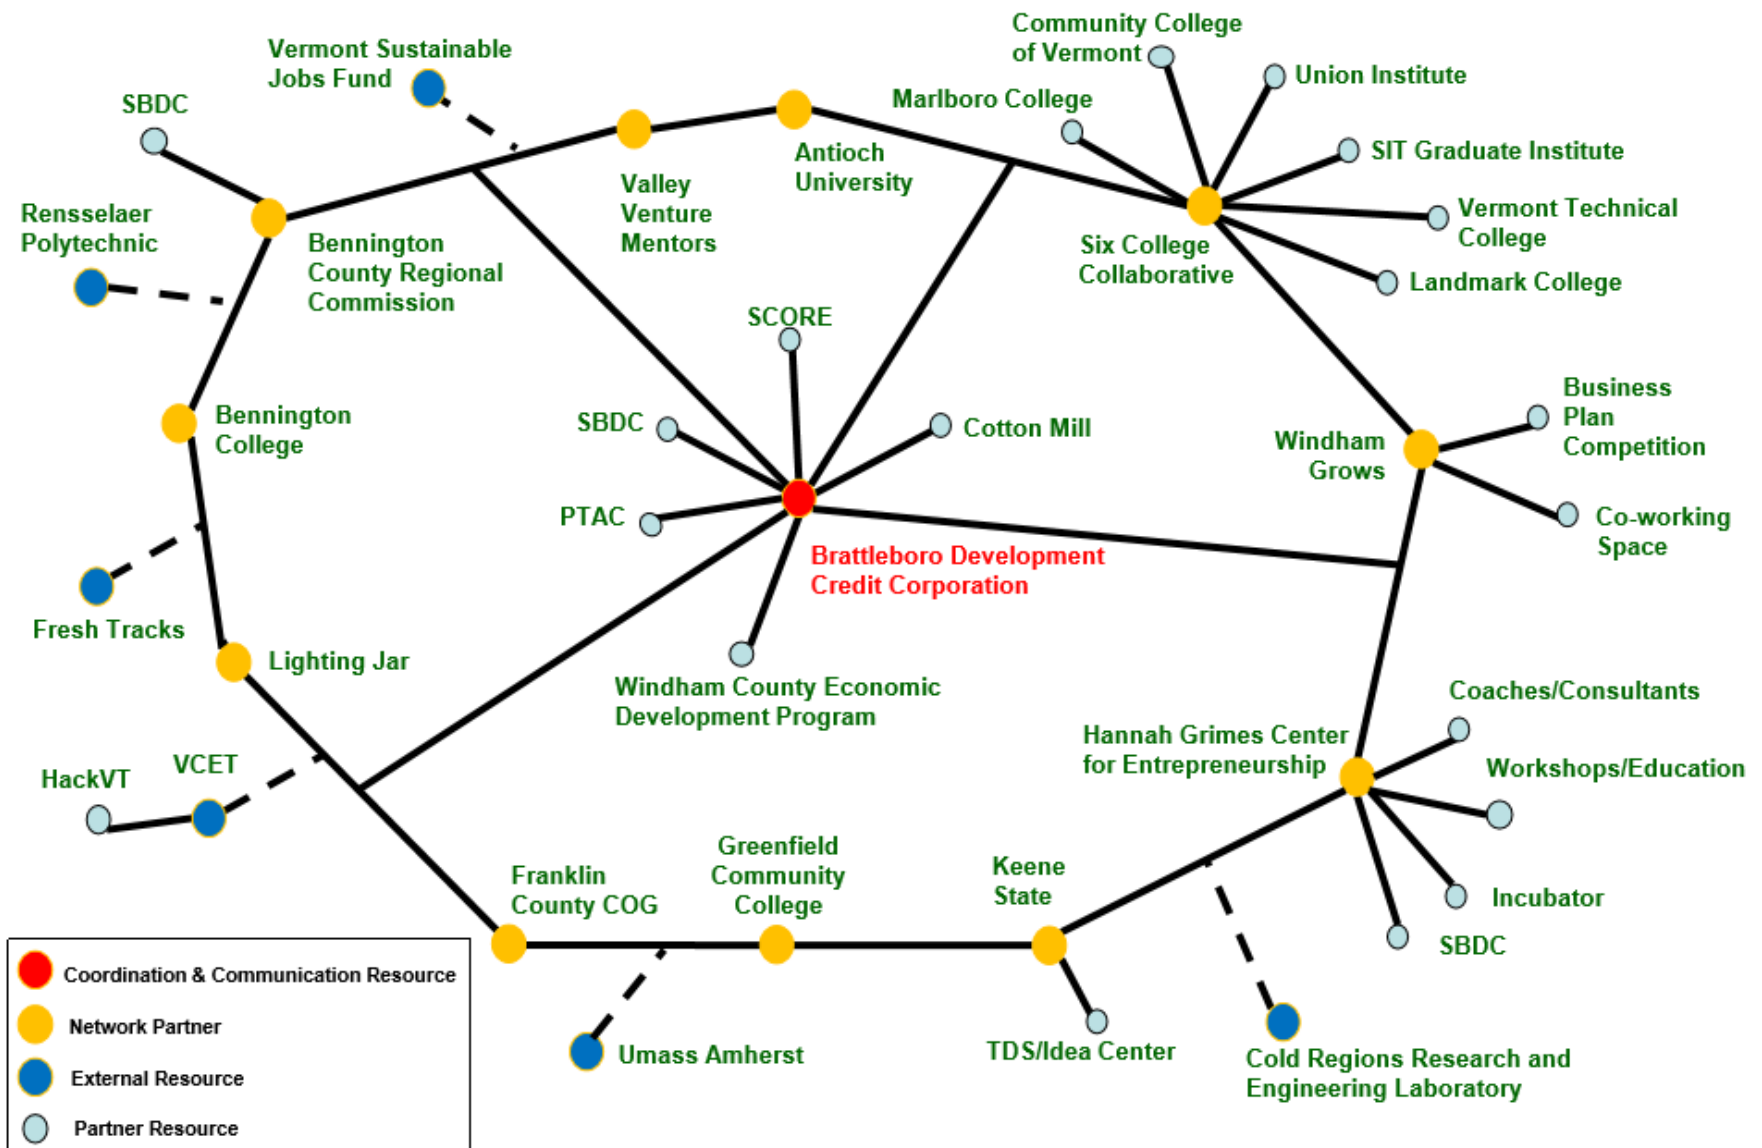 Community College
of Vermont
Vermont Sustainable
Jobs Fund
Union Institute
SBDC
Marlboro College
SIT Graduate Institute
Antioch
University
Valley
Venture
Mentors
Rensselaer
Polytechnic
Vermont Technical
College
Bennington
County Regional
Commission
Six College
Collaborative
Landmark College
SCORE
Bennington
College
SBDC
Cotton Mill
Windham
Grows
Business
Plan
Competition
PTAC
Co-working
Space
Brattleboro Development
Credit Corporation
Fresh Tracks
Lighting Jar
Windham County Economic
Development Program
Coaches/Consultants
Hannah Grimes Center
for Entrepreneurship
Workshops/Education
HackVT
VCET
Greenfield
Community
College
Keene
State
Franklin
County COG
Incubator
SBDC
Umass Amherst
TDS/Idea Center
Cold Regions Research and
Engineering Laboratory
Coordination & Communication Resource
Network Partner
External Resource
Partner Resource